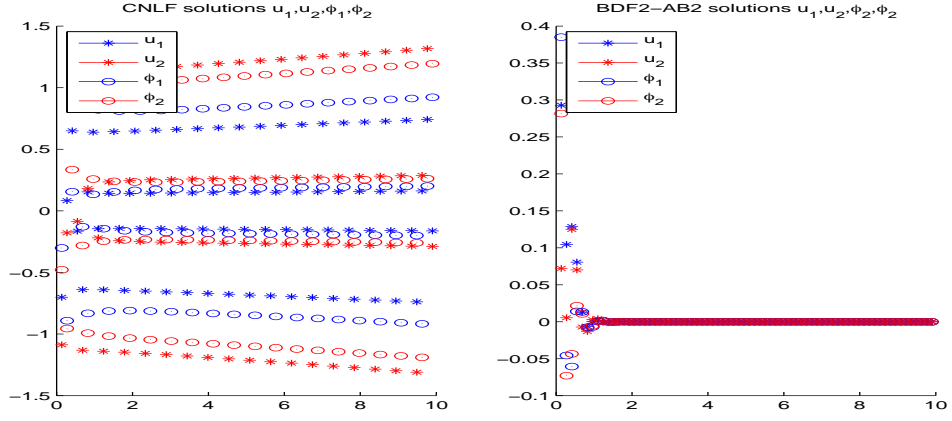 CNLF solutions u₁,u₂,ϕ₁,ϕ₂
1.5
1
0.5
0
−0.5
−1
−1.5
0 2 4 6 8 10
u₁
u₂
ϕ₁
ϕ₂
BDF2−AB2 solutions u₁,u₂,ϕ₁,ϕ₂
0.4
0.35
0.3
0.25
0.2
0.15
0.1
0.05
0
−0.05
−0.1
0 2 4 6 8 10
u₁
u₂
ϕ₁
ϕ₂